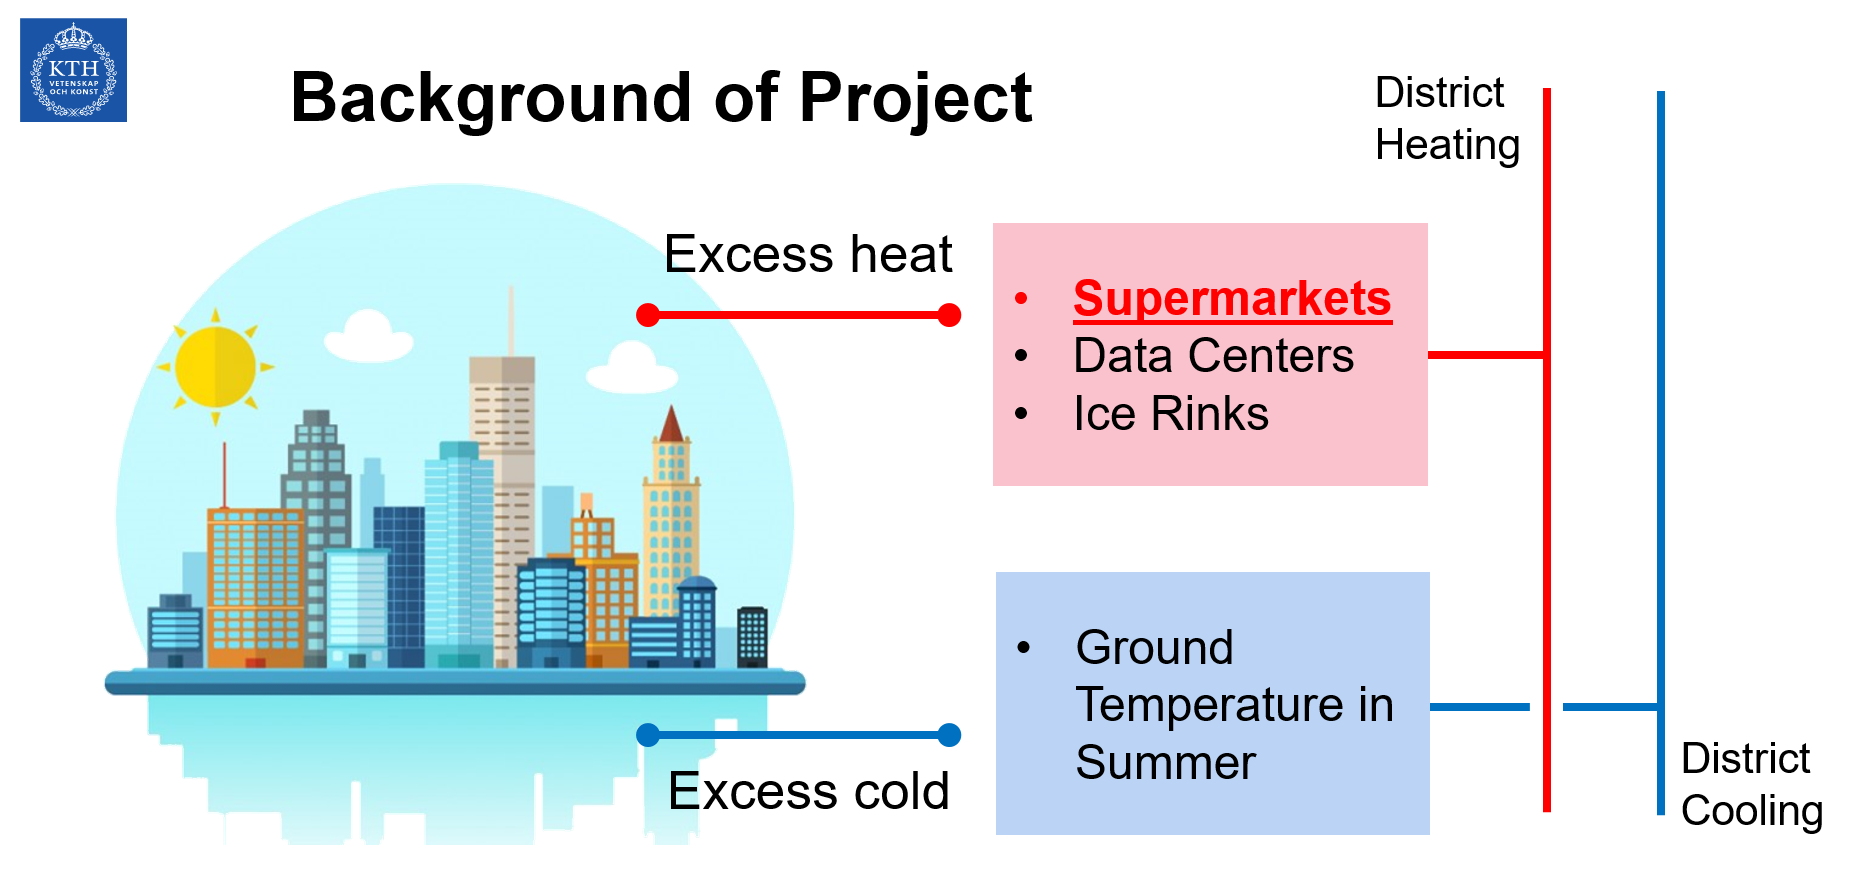 KTH
VETENSKAP
OCH KONST
Background of Project
District
Heating
Excess heat
• Supermarkets
• Data Centers
• Ice Rinks
• Ground
Temperature in
Summer
Excess cold
District
Cooling